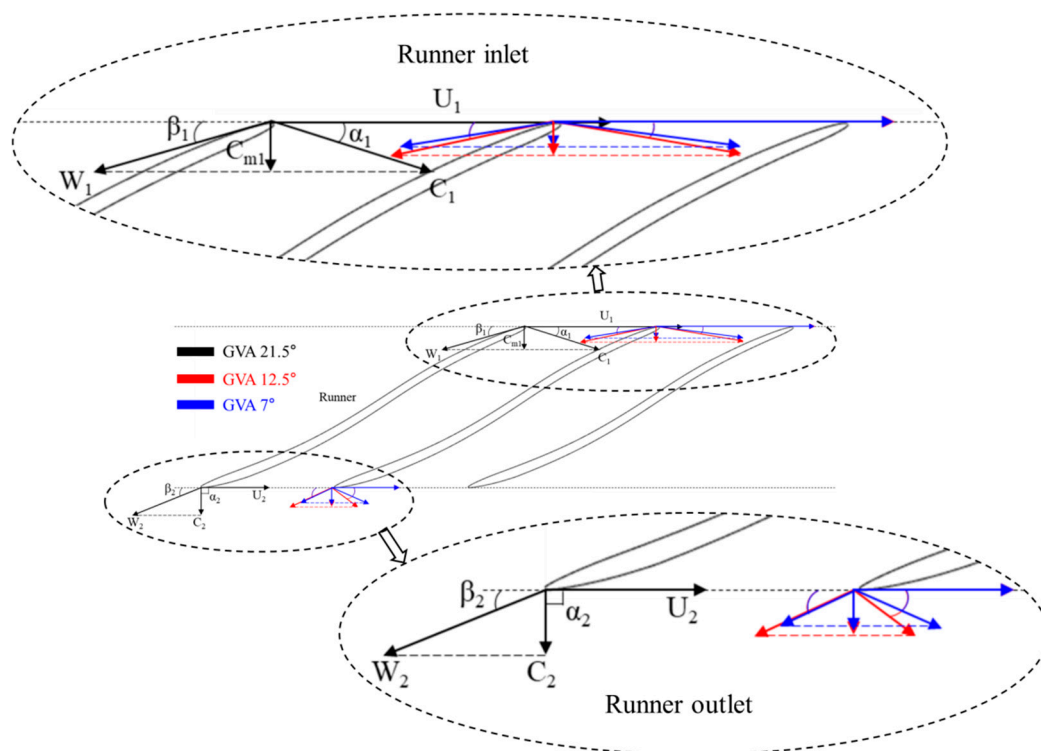 Runner inlet
U1
β1
α1
Cm1
W1
C1
U1
β1
α1
Cm1
W1
C1
GVA 21.5°
GVA 12.5°
GVA 7°
Runner
β2
α2
U2
W2
C2
β2
α2
U2
W2
C2
Runner outlet